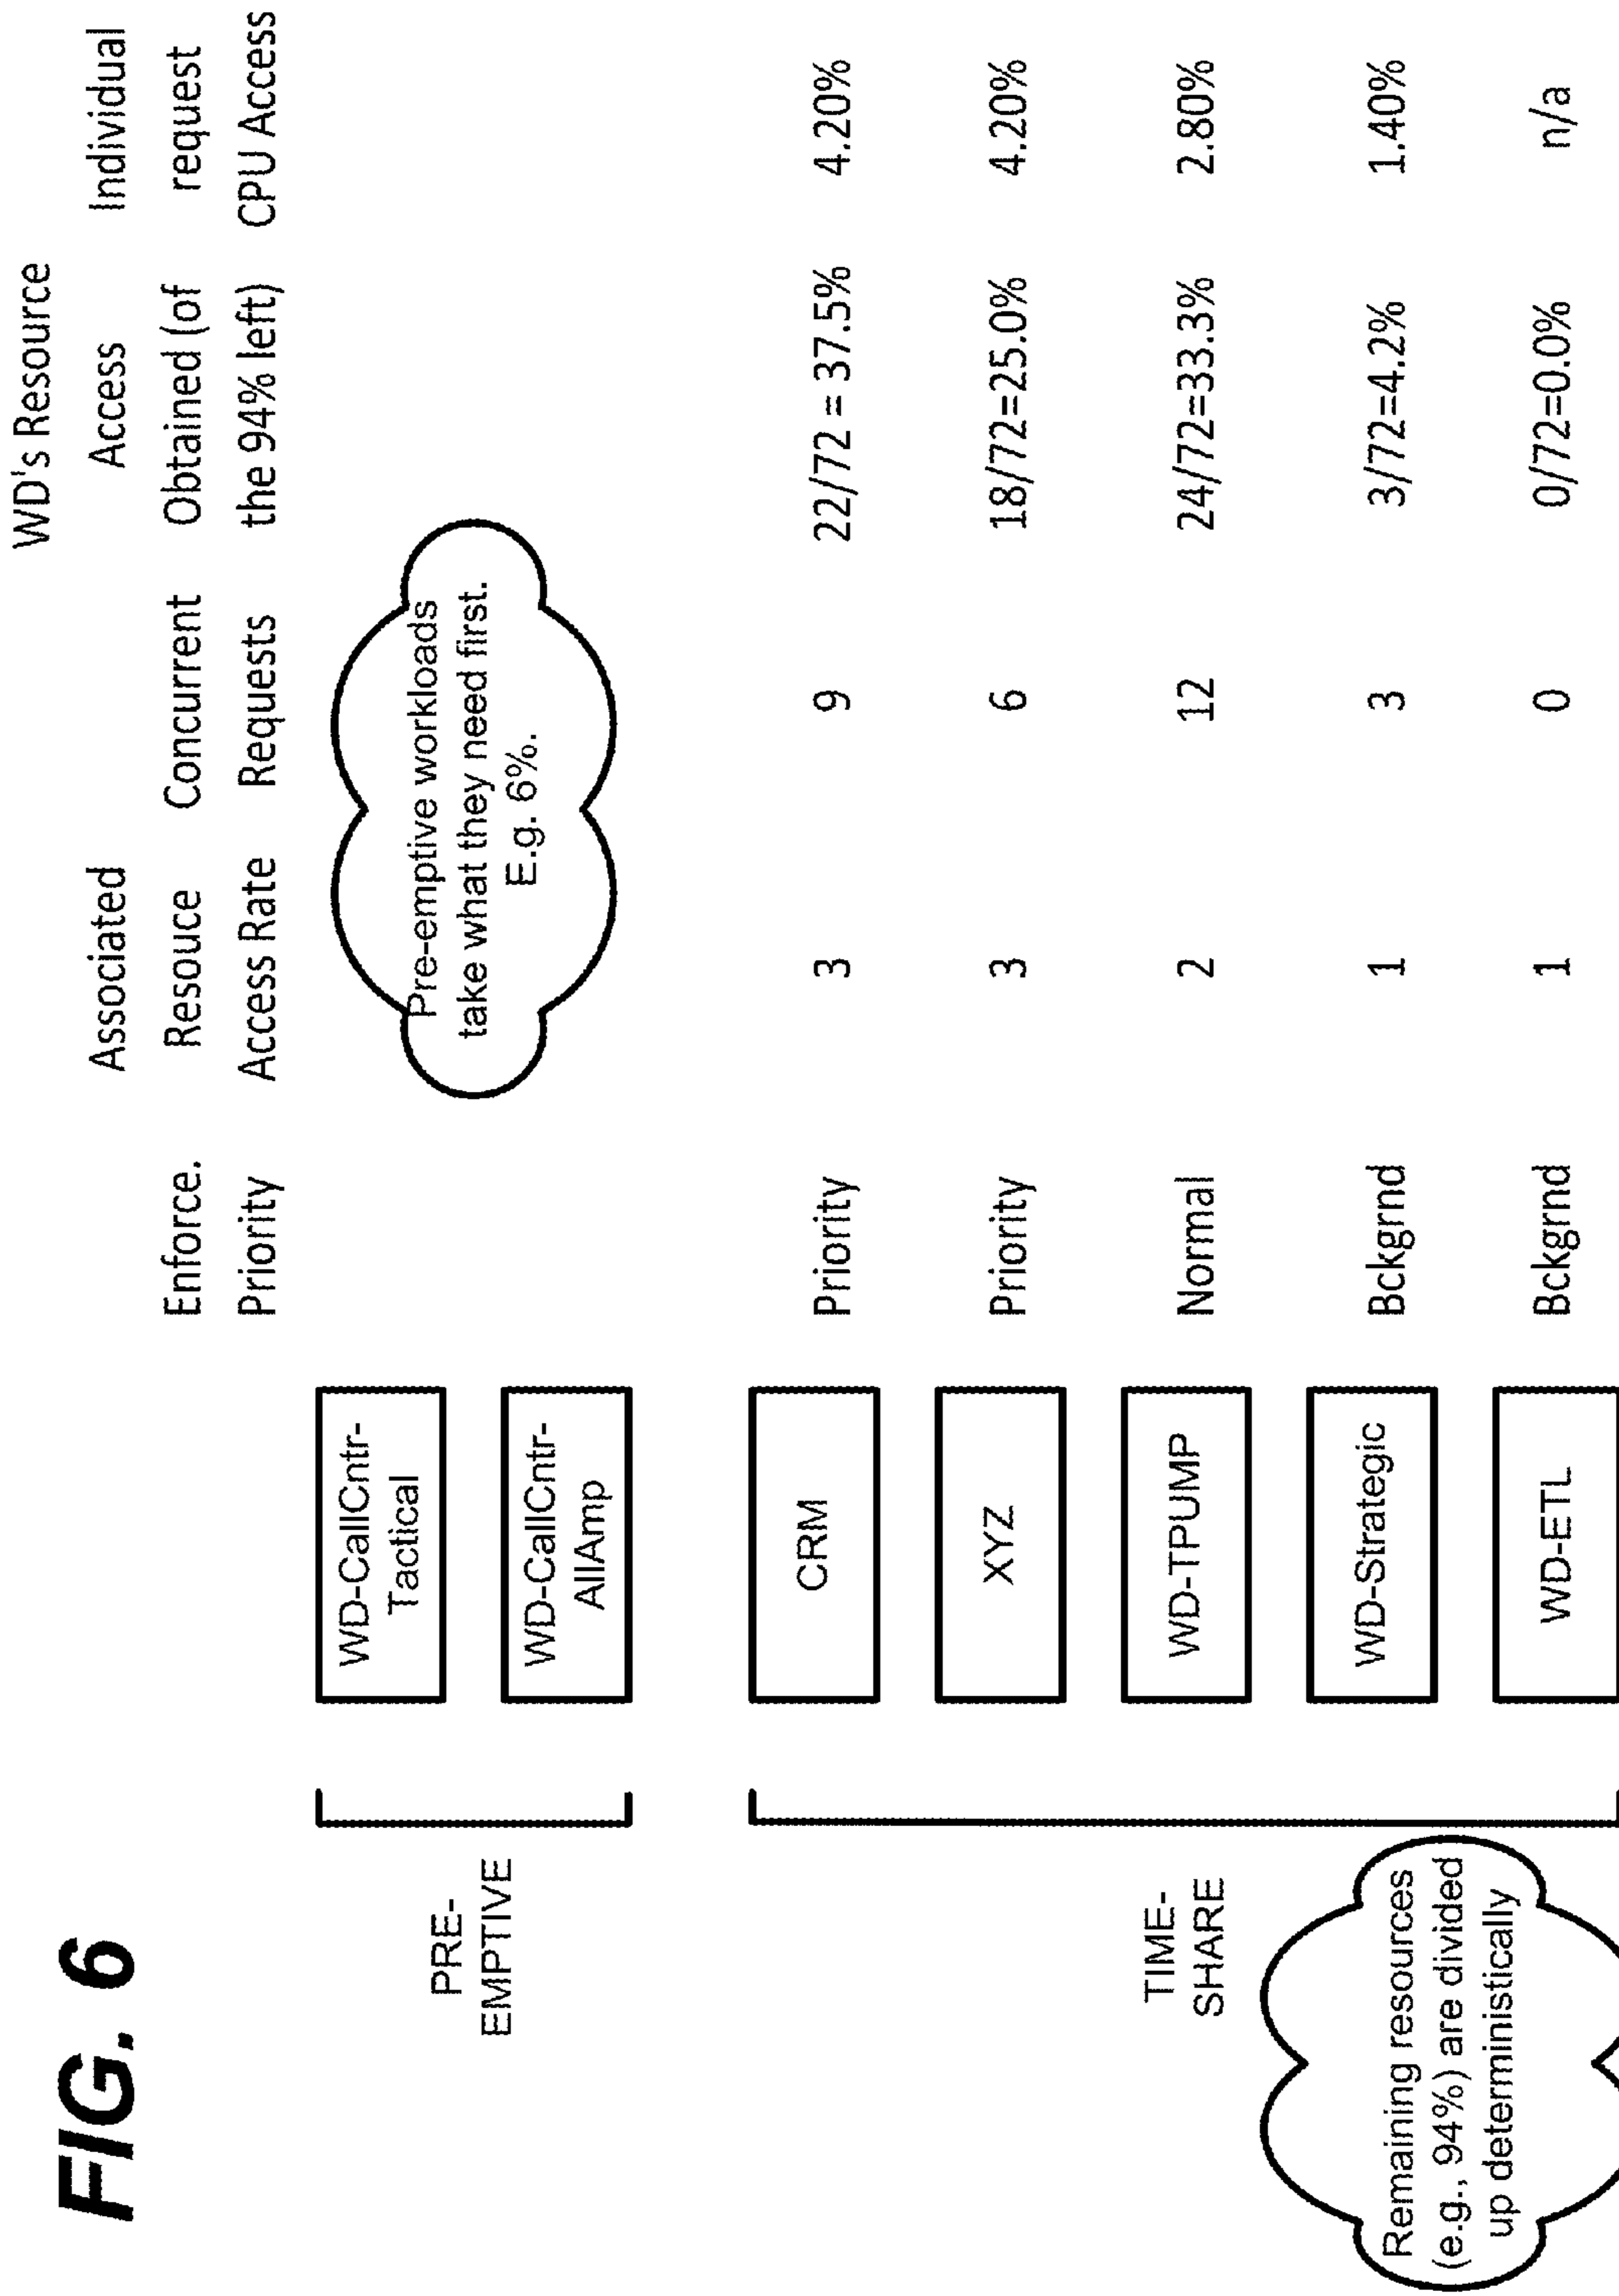 FIG. 6
WD's Resource
Associated Access Individual
Enforce. Resouce Concurrent Obtained (of request
Priority Access Rate Requests the 94% left) CPU Access
PRE-
EMPTIVE
WD-CallCntr-
Tactical
WD-CallCntr-
AllAmp
Pre-emptive workloads
take what they need first.
E.g. 6%.
TIME-
SHARE
Remaining resources
(e.g., 94%) are divided
up deterministically
CRM Priority 3 9 22/72 = 37.5% 4.20%
XYZ Priority 3 6 18/72=25.0% 4.20%
WD-TPUMP Normal 2 12 24/72=33.3% 2.80%
WD-Strategic Bckgrnd 1 3 3/72=4.2% 1.40%
WD-ETL Bckgrnd 1 0 0/72=0.0% n/a